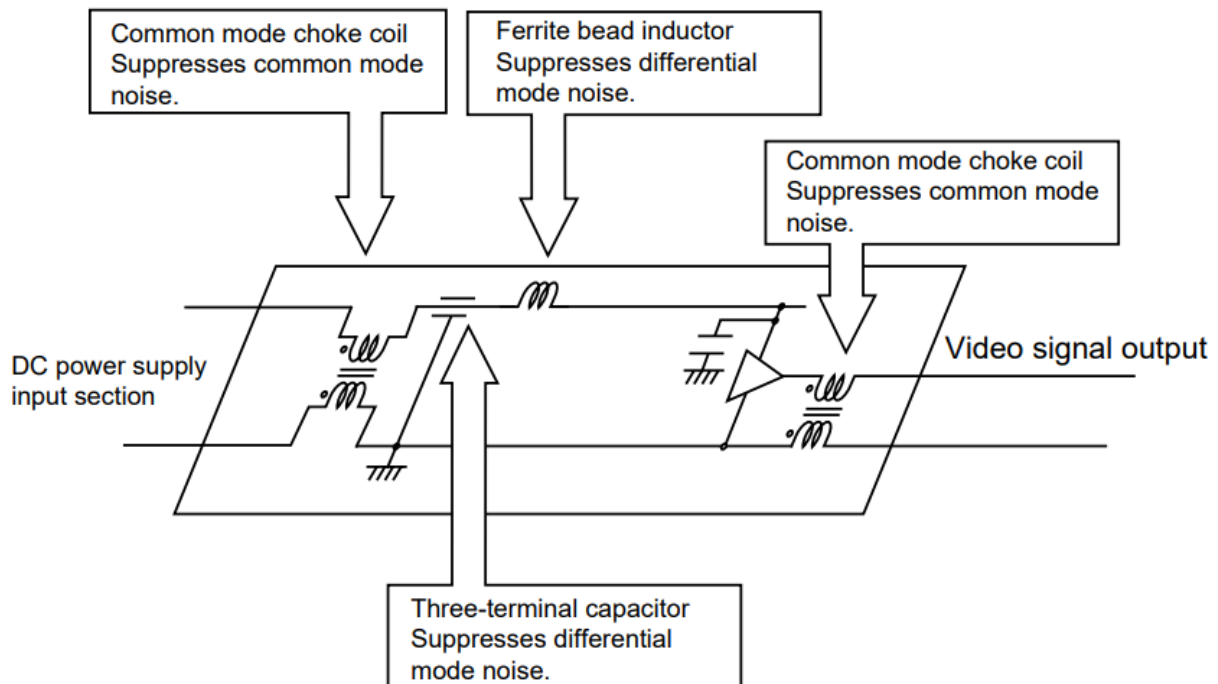 Common mode choke coil
Suppresses common mode
noise.
Ferrite bead inductor
Suppresses differential
mode noise.
Common mode choke coil
Suppresses common mode
noise.
DC power supply
input section
Video signal output
Three-terminal capacitor
Suppresses differential
mode noise.